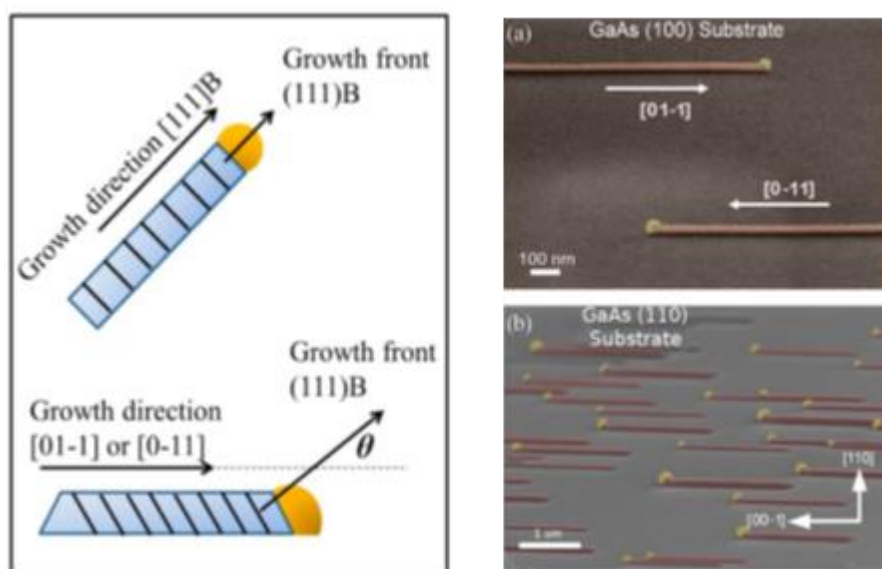 Growth front
(111)B
Growth direction [111]B
Growth front
(111)B
Growth direction
[01-1] or [0-11]
θ
(a)
GaAs (100) Substrate
[01-1]
[0-11]
100 nm
(b)
GaAs (110)
Substrate
[110]
[00-1]